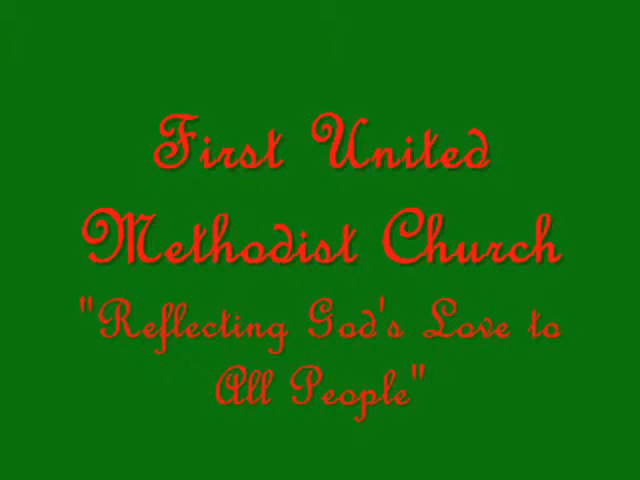 First United
Methodist Church
"Reflecting God's Love to
All People"